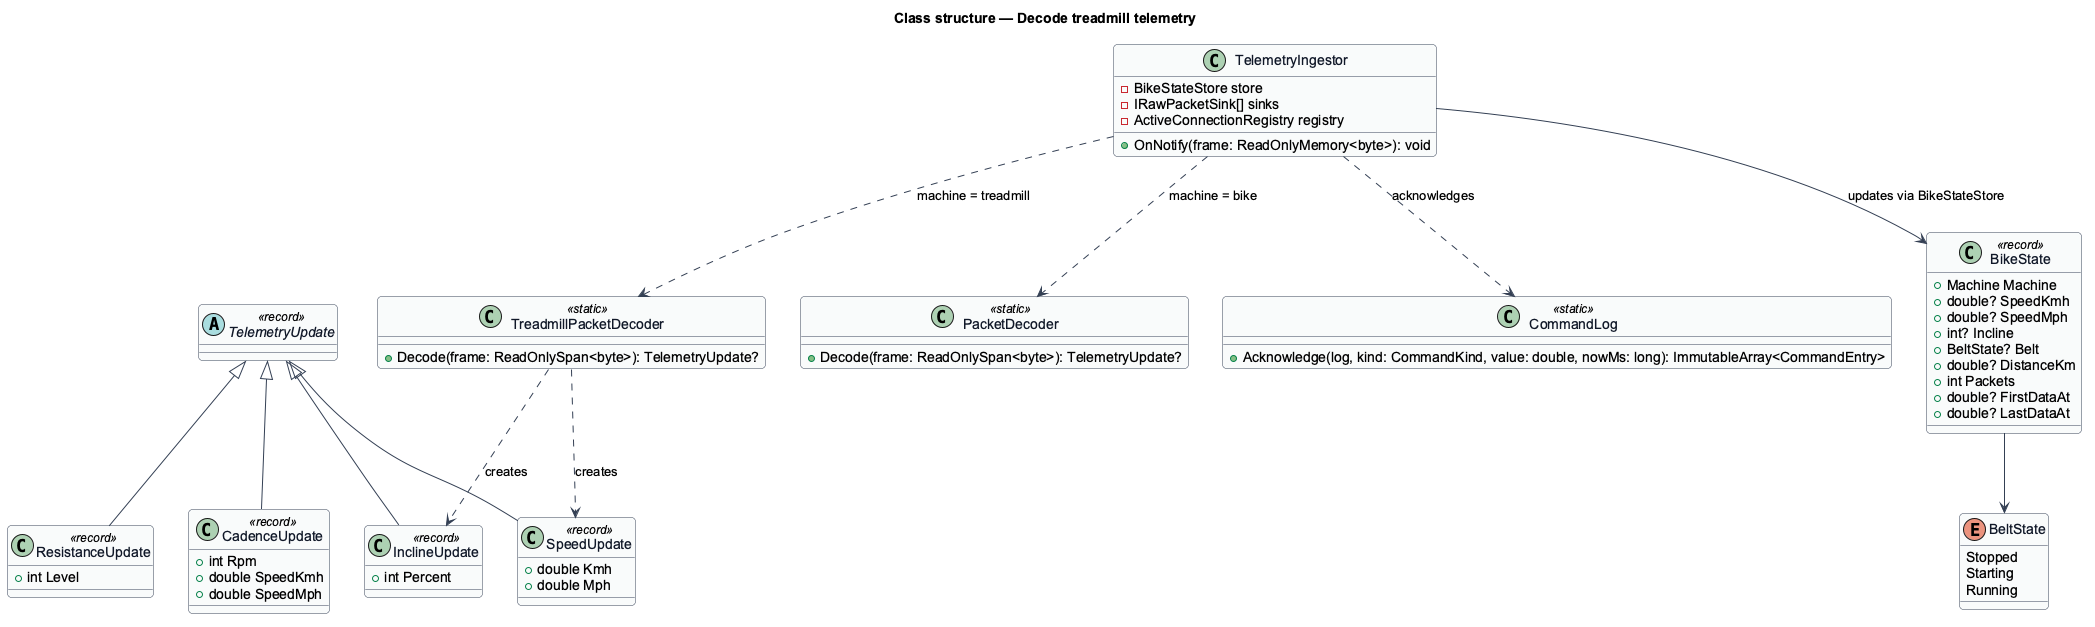 Class structure — Decode treadmill telemetry
C TelemetryIngestor
BikeStateStore store
IRawPacketSink[] sinks
ActiveConnectionRegistry registry
OnNotify(frame: ReadOnlyMemory<byte>): void
machine = treadmill
machine = bike
acknowledges
updates via BikeStateStore
«record»
C BikeState
Machine Machine
double? SpeedKmh
double? SpeedMph
int? Incline
BeltState? Belt
double? DistanceKm
int Packets
double? FirstDataAt
double? LastDataAt
«record»
A TelemetryUpdate
«static»
C TreadmillPacketDecoder
Decode(frame: ReadOnlySpan<byte>): TelemetryUpdate?
«static»
C PacketDecoder
Decode(frame: ReadOnlySpan<byte>): TelemetryUpdate?
«static»
C CommandLog
Acknowledge(log, kind: CommandKind, value: double, nowMs: long): ImmutableArray<CommandEntry>
creates
creates
«record»
C ResistanceUpdate
int Level
«record»
C CadenceUpdate
int Rpm
double SpeedKmh
double SpeedMph
«record»
C InclineUpdate
int Percent
«record»
C SpeedUpdate
double Kmh
double Mph
E BeltState
Stopped
Starting
Running